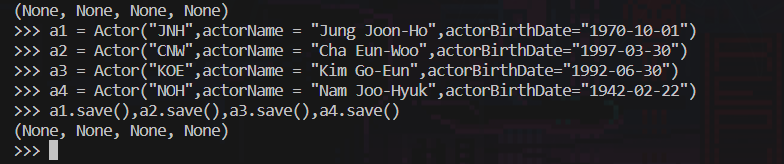 (None, None, None, None)
>>> a1 = Actor("JNH",actorName = "Jung Joon-Ho",actorBirthDate="1970-10-01")
>>> a2 = Actor("CNW",actorName = "Cha Eun-Woo",actorBirthDate="1997-03-30")
>>> a3 = Actor("KOE",actorName = "Kim Go-Eun",actorBirthDate="1992-06-30")
>>> a4 = Actor("NOH",actorName = "Nam Joo-Hyuk",actorBirthDate="1942-02-22")
>>> a1.save(),a2.save(),a3.save(),a4.save()
(None, None, None, None)
>>>